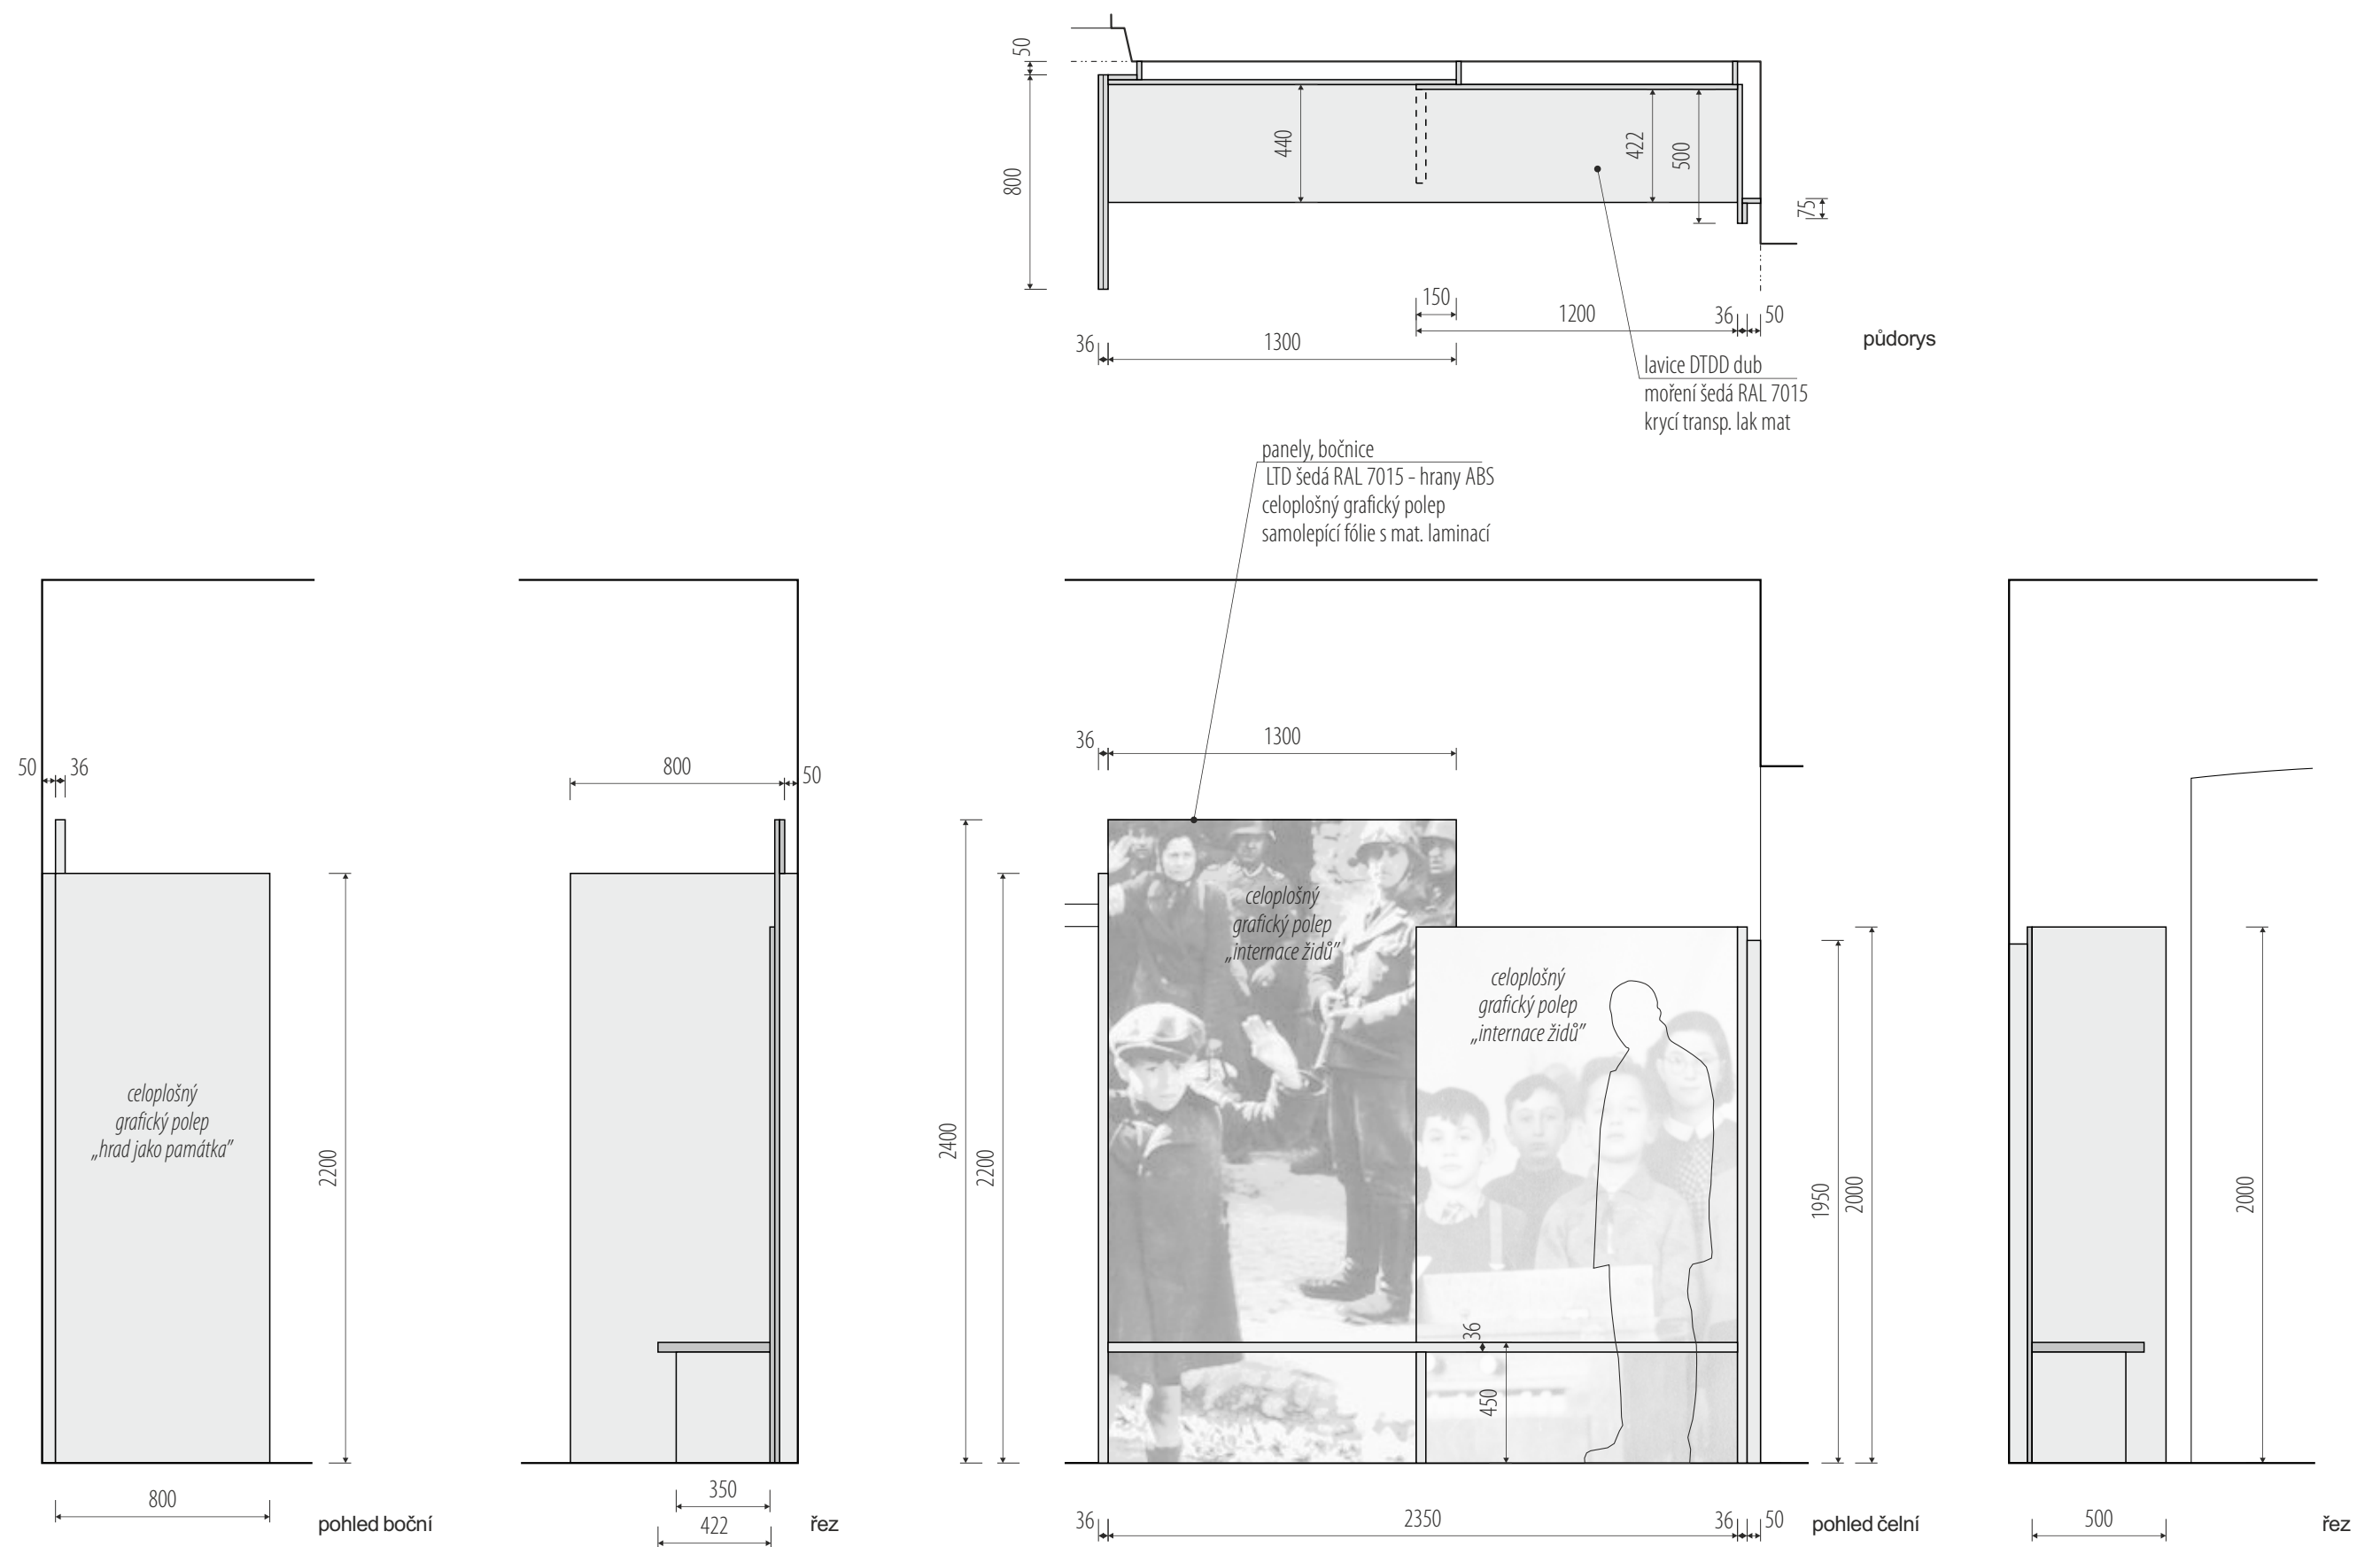 50
800
440
422
500
75
150
1200
36
50
36
1300
půdorys
lavice DTDD dub
moření šedá RAL 7015
krycí transp. lak mat
panely, bočnice
LTD šedá RAL 7015 - hrany ABS
celoplošný grafický polep
samolepící fólie s mat. laminací
50
36
celoplošný
grafický polep
„hrad jako památka”
2200
800
pohled boční
800
50
350
422
řez
36
1300
2400
2200
celoplošný
grafický polep
„internace židů”
celoplošný
grafický polep
„internace židů”
36
450
1950
2000
36
2350
36
50
pohled čelní
2000
500
řez